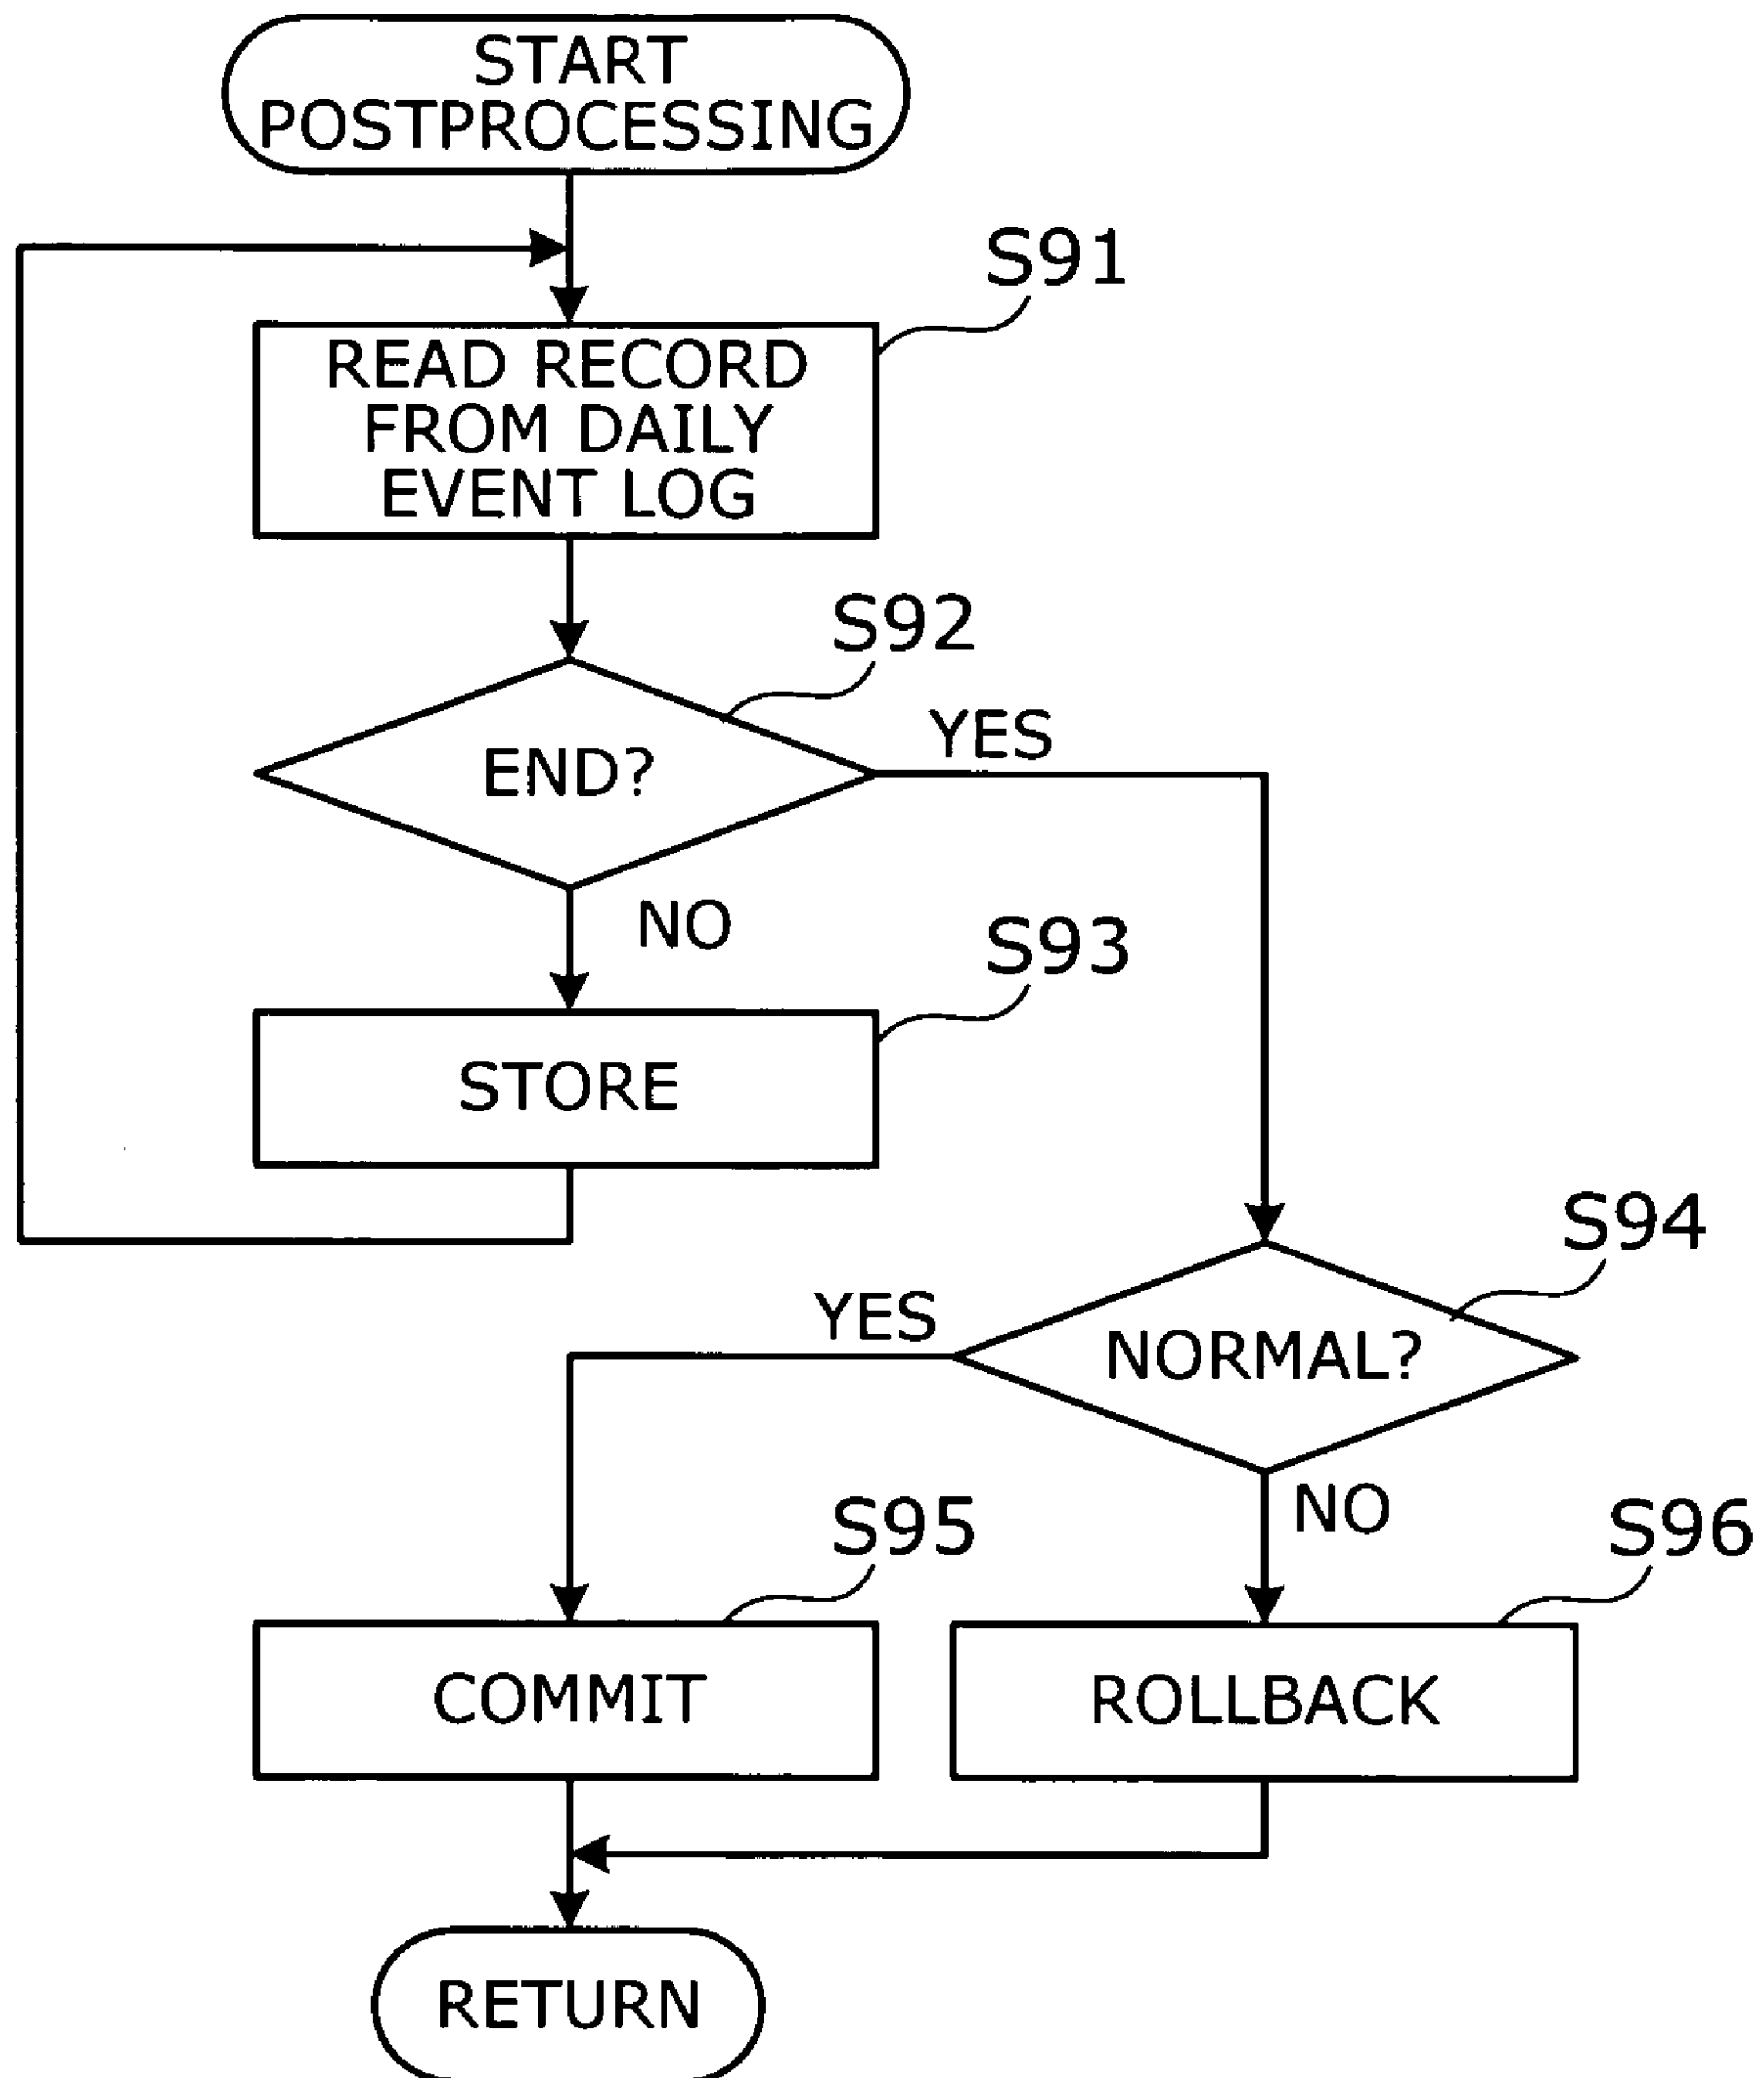 START
POSTPROCESSING
S91
READ RECORD
FROM DAILY
EVENT LOG
S92
END?
YES
NO
S93
STORE
S94
YES
NORMAL?
NO
S95
S96
COMMIT
ROLLBACK
RETURN